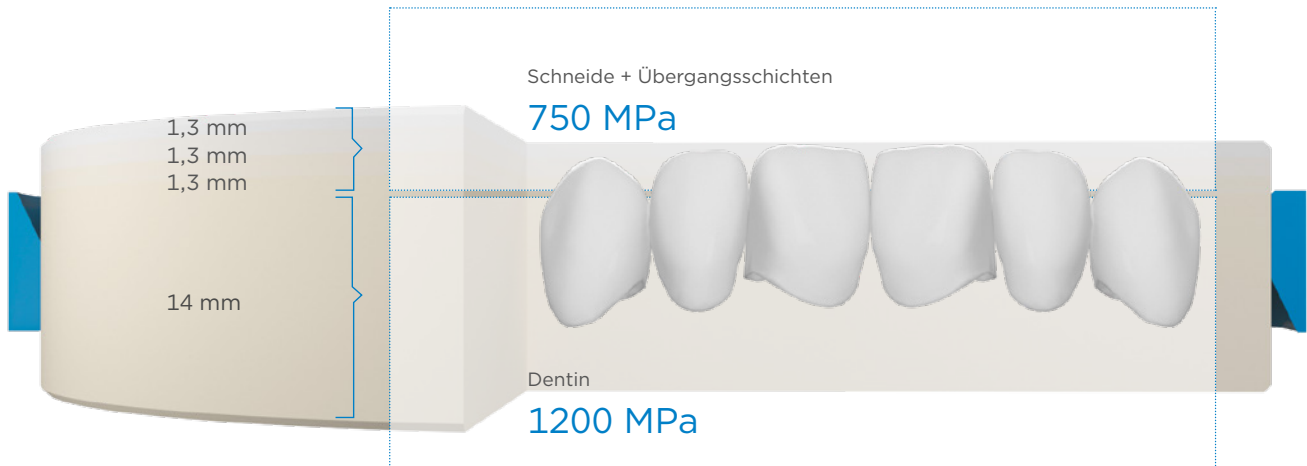 Schneide + Übergangsschichten
750 MPa
1,3 mm
1,3 mm
1,3 mm
14 mm
Dentin
1200 MPa